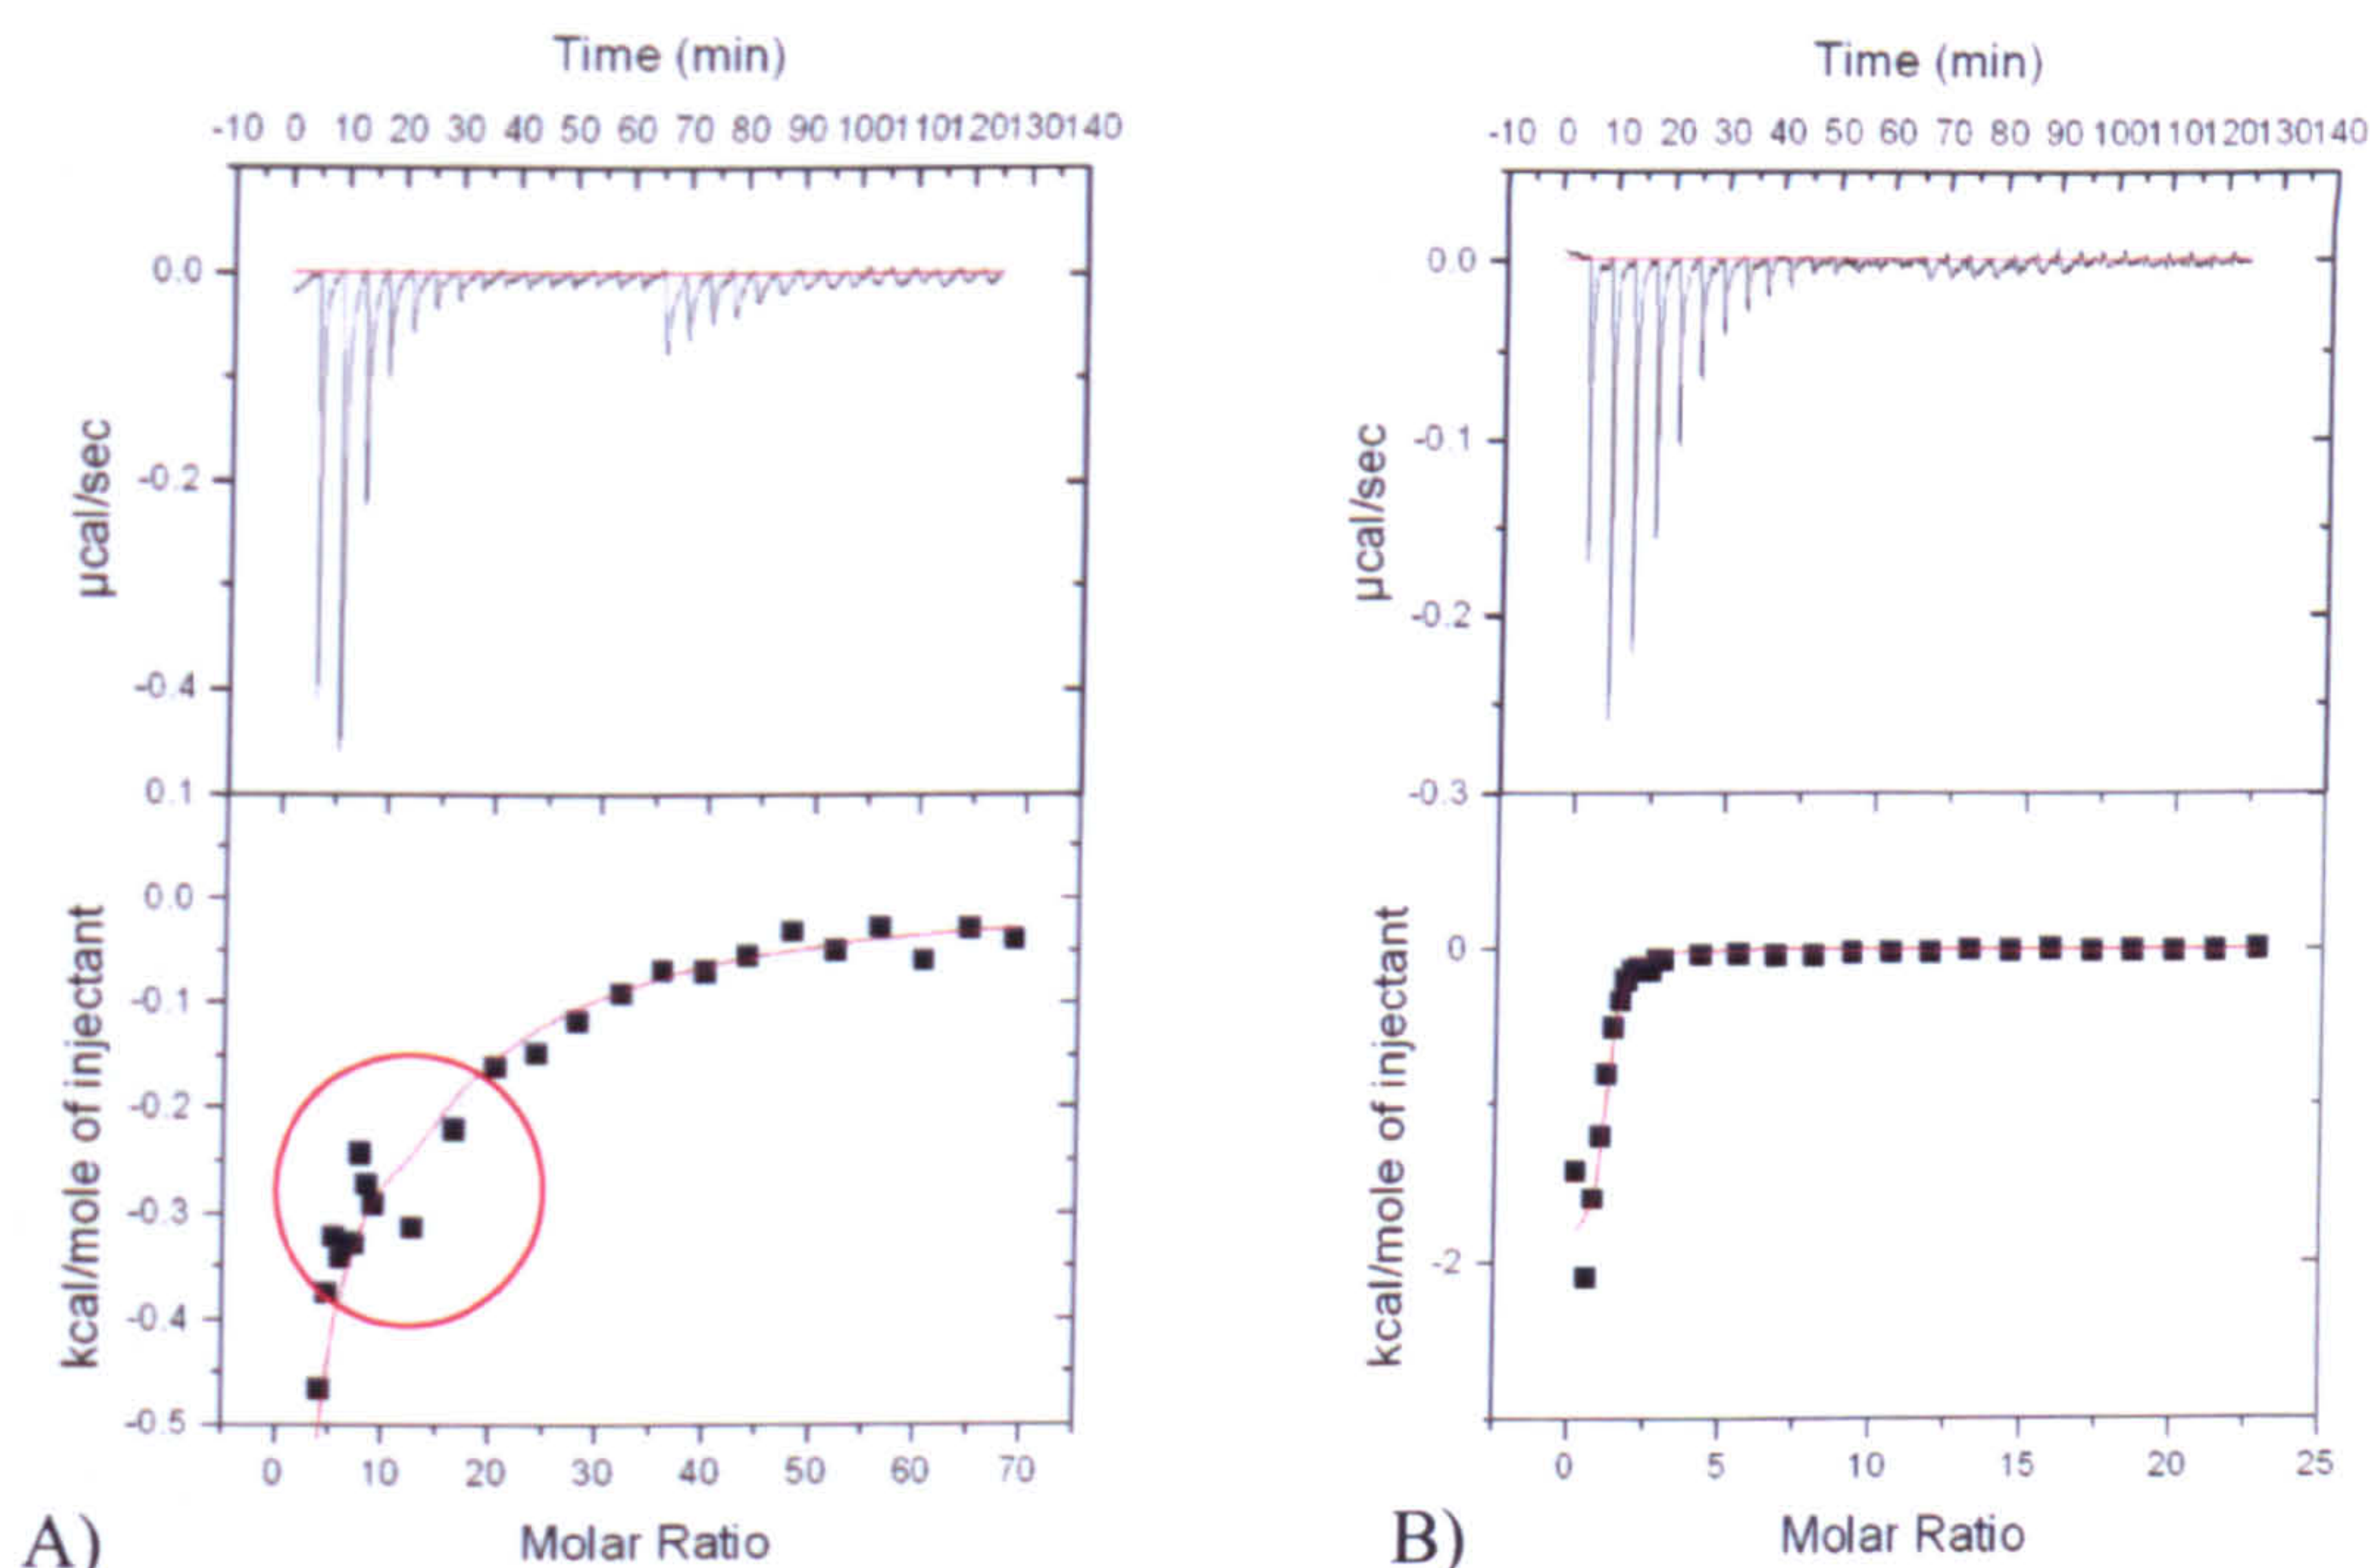 Time (min)
-10 0 10 20 30 40 50 60 70 80 90 100110120130140
0.0
-0.2
-0.4
µcal/sec
0.1
0.0
-0.1
-0.2
-0.3
-0.4
-0.5
kcal/mole of injectant
0 10 20 30 40 50 60 70
Molar Ratio
A)
Time (min)
-10 0 10 20 30 40 50 60 70 80 90 100110120130140
0.0
-0.1
-0.2
-0.3
µcal/sec
0
-2
kcal/mole of injectant
0 5 10 15 20 25
Molar Ratio
B)